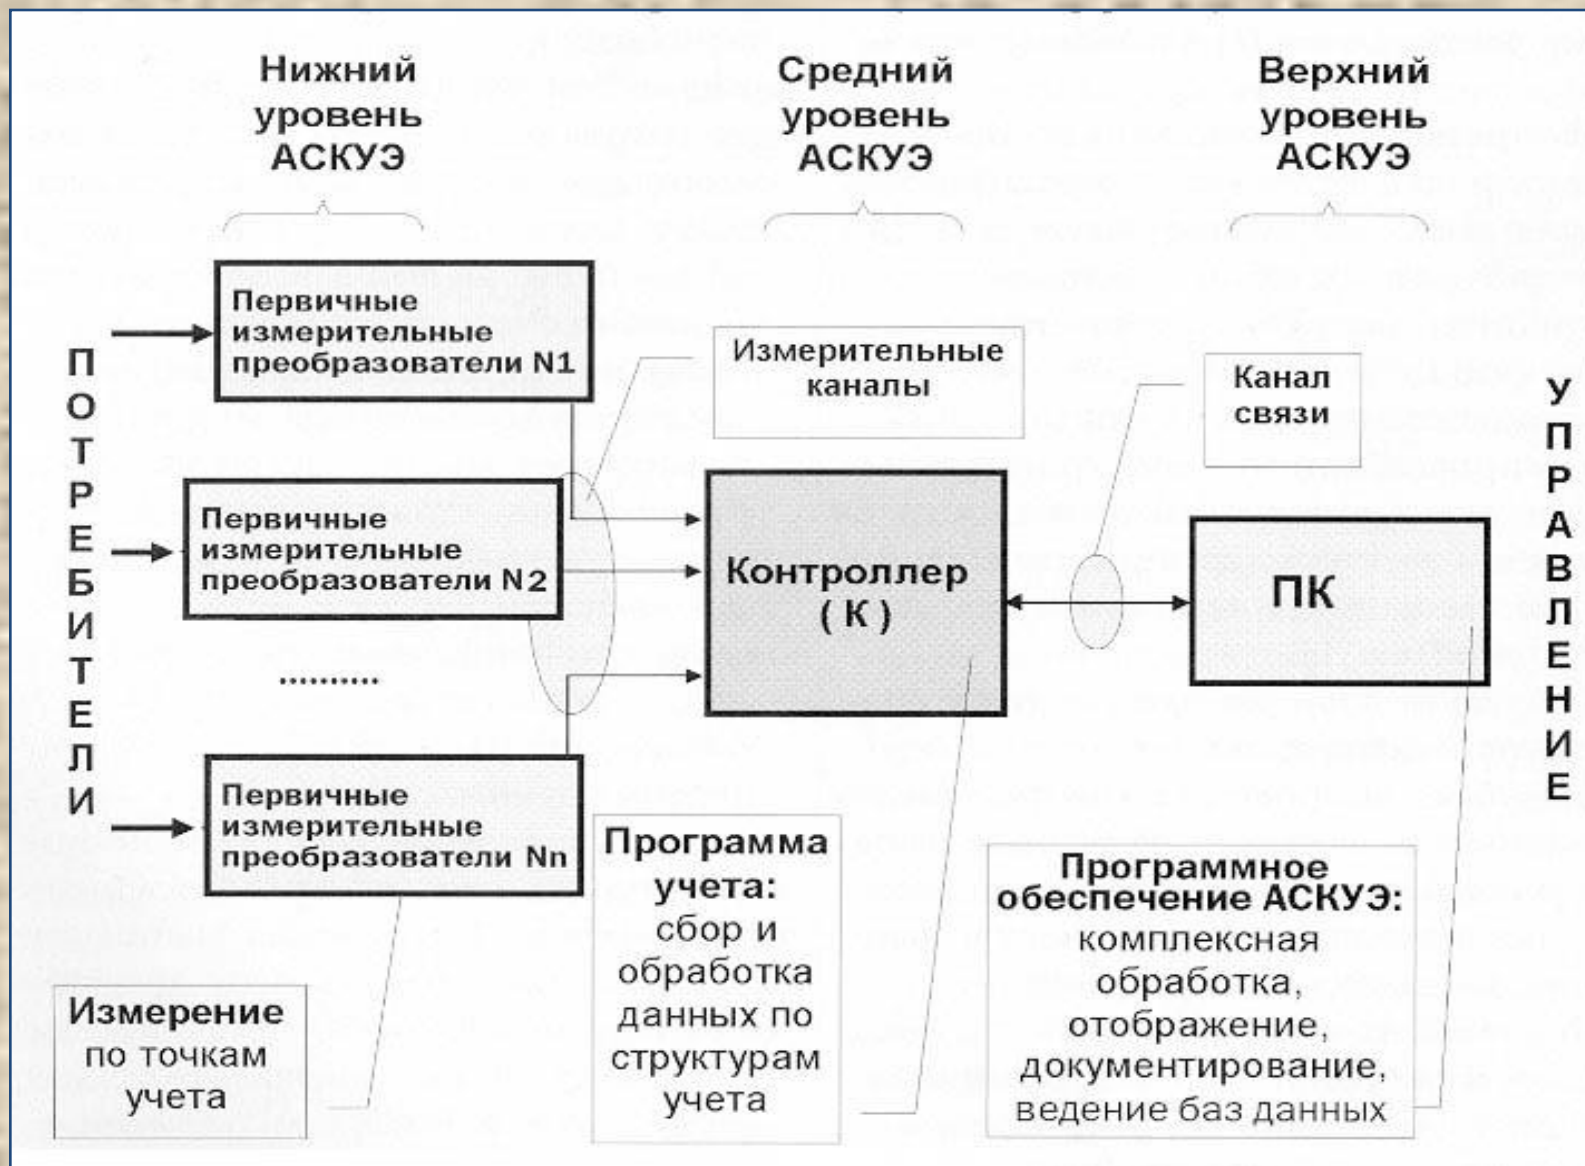 Нижний
уровень
АСКУЭ
Средний
уровень
АСКУЭ
Верхний
уровень
АСКУЭ
ПОТРЕБИТЕЛИ
Первичные
измерительные
преобразователи N1
Измерительные
каналы
Канал
связи
УПРАВЛЕНИЕ
Первичные
измерительные
преобразователи N2
Контроллер
( К )
ПК
..........
Первичные
измерительные
преобразователи Nn
Измерение
по точкам
учета
Программа
учета:
сбор и
обработка
данных по
структурам
учета
Программное
обеспечение АСКУЭ:
комплексная
обработка,
отображение,
документирование,
ведение баз данных